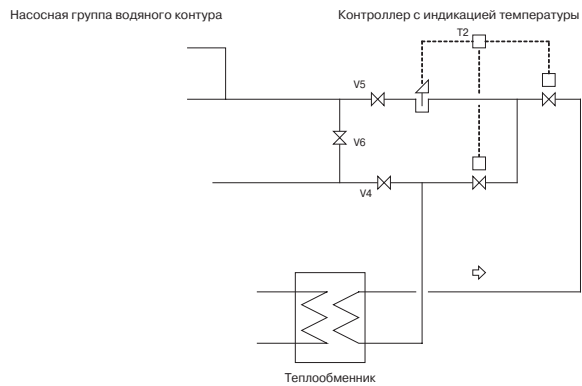 Насосная группа водяного контура
Контроллер с индикацией температуры
T2
V5
V6
V4
Теплообменник